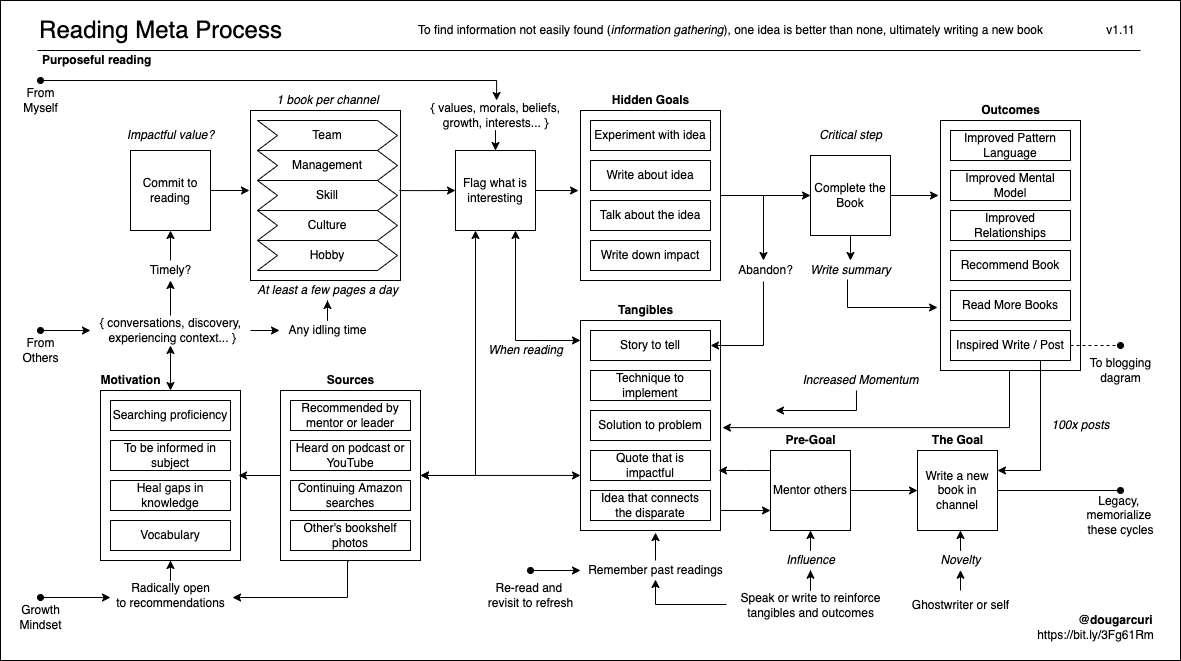 Reading Meta Process
To find information not easily found (information gathering), one idea is better than none, ultimately writing a new book
v1.11
Purposeful reading
From
Myself
1 book per channel
{ values, morals, beliefs,
growth, interests... }
Hidden Goals
Outcomes
Impactful value?
Critical step
Team
Management
Skill
Culture
Hobby
Commit to
reading
Flag what is
interesting
Experiment with idea
Write about idea
Talk about the idea
Write down impact
Complete the
Book
Improved Pattern
Language
Improved Mental
Model
Improved
Relationships
Recommend Book
Read More Books
Inspired Write / Post
Timely?
At least a few pages a day
Abandon?
Write summary
From
Others
{ conversations, discovery,
experiencing context... }
Any idling time
When reading
Tangibles
Story to tell
Technique to
implement
Solution to problem
Quote that is
impactful
Idea that connects
the disparate
To blogging
dagram
Increased Momentum
100x posts
Motivation
Searching proficiency
To be informed in
subject
Heal gaps in
knowledge
Vocabulary
Sources
Recommended by
mentor or leader
Heard on podcast or
YouTube
Continuing Amazon
searches
Other's bookshelf
photos
Pre-Goal
Mentor others
The Goal
Write a new
book in
channel
Legacy,
memorialize
these cycles
Influence
Novelty
Growth
Mindset
Radically open
to recommendations
Re-read and
revisit to refresh
Remember past readings
Speak or write to reinforce
tangibles and outcomes
Ghostwriter or self
@dougarcuri
https://bit.ly/3Fg61Rm